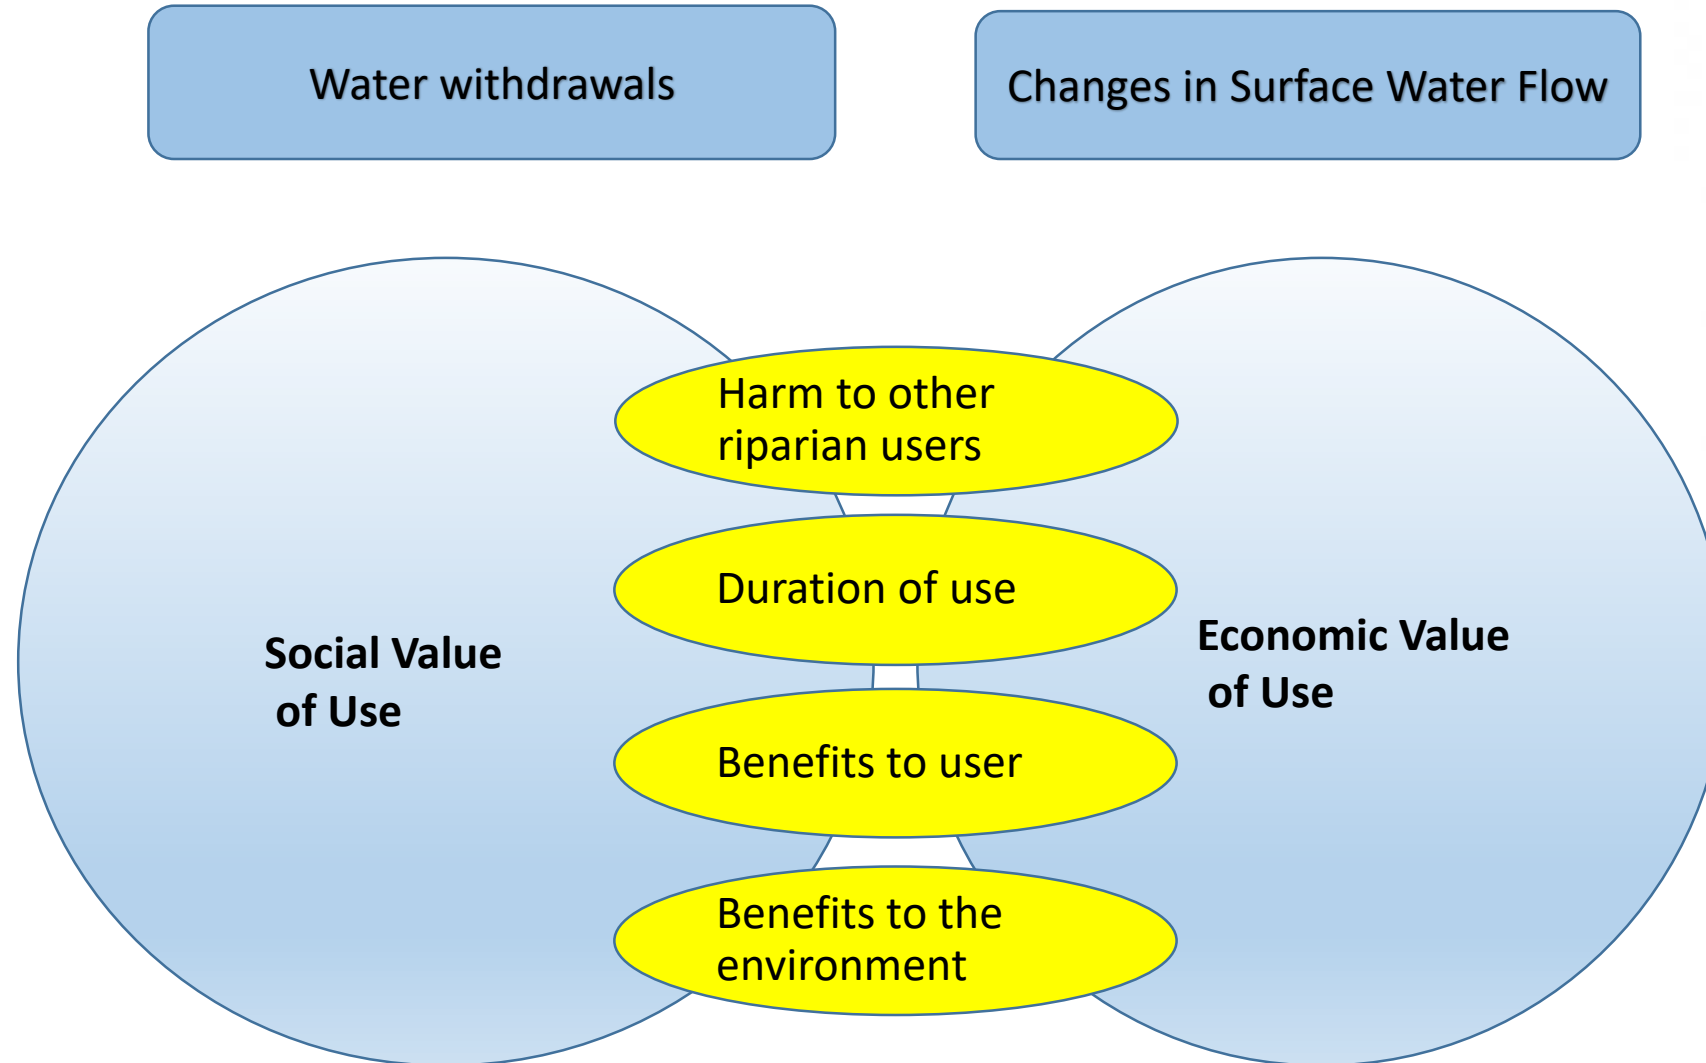 Water withdrawals
Changes in Surface Water Flow
Harm to other
riparian users
Duration of use
Social Value
of Use
Economic Value
of Use
Benefits to user
Benefits to the
environment